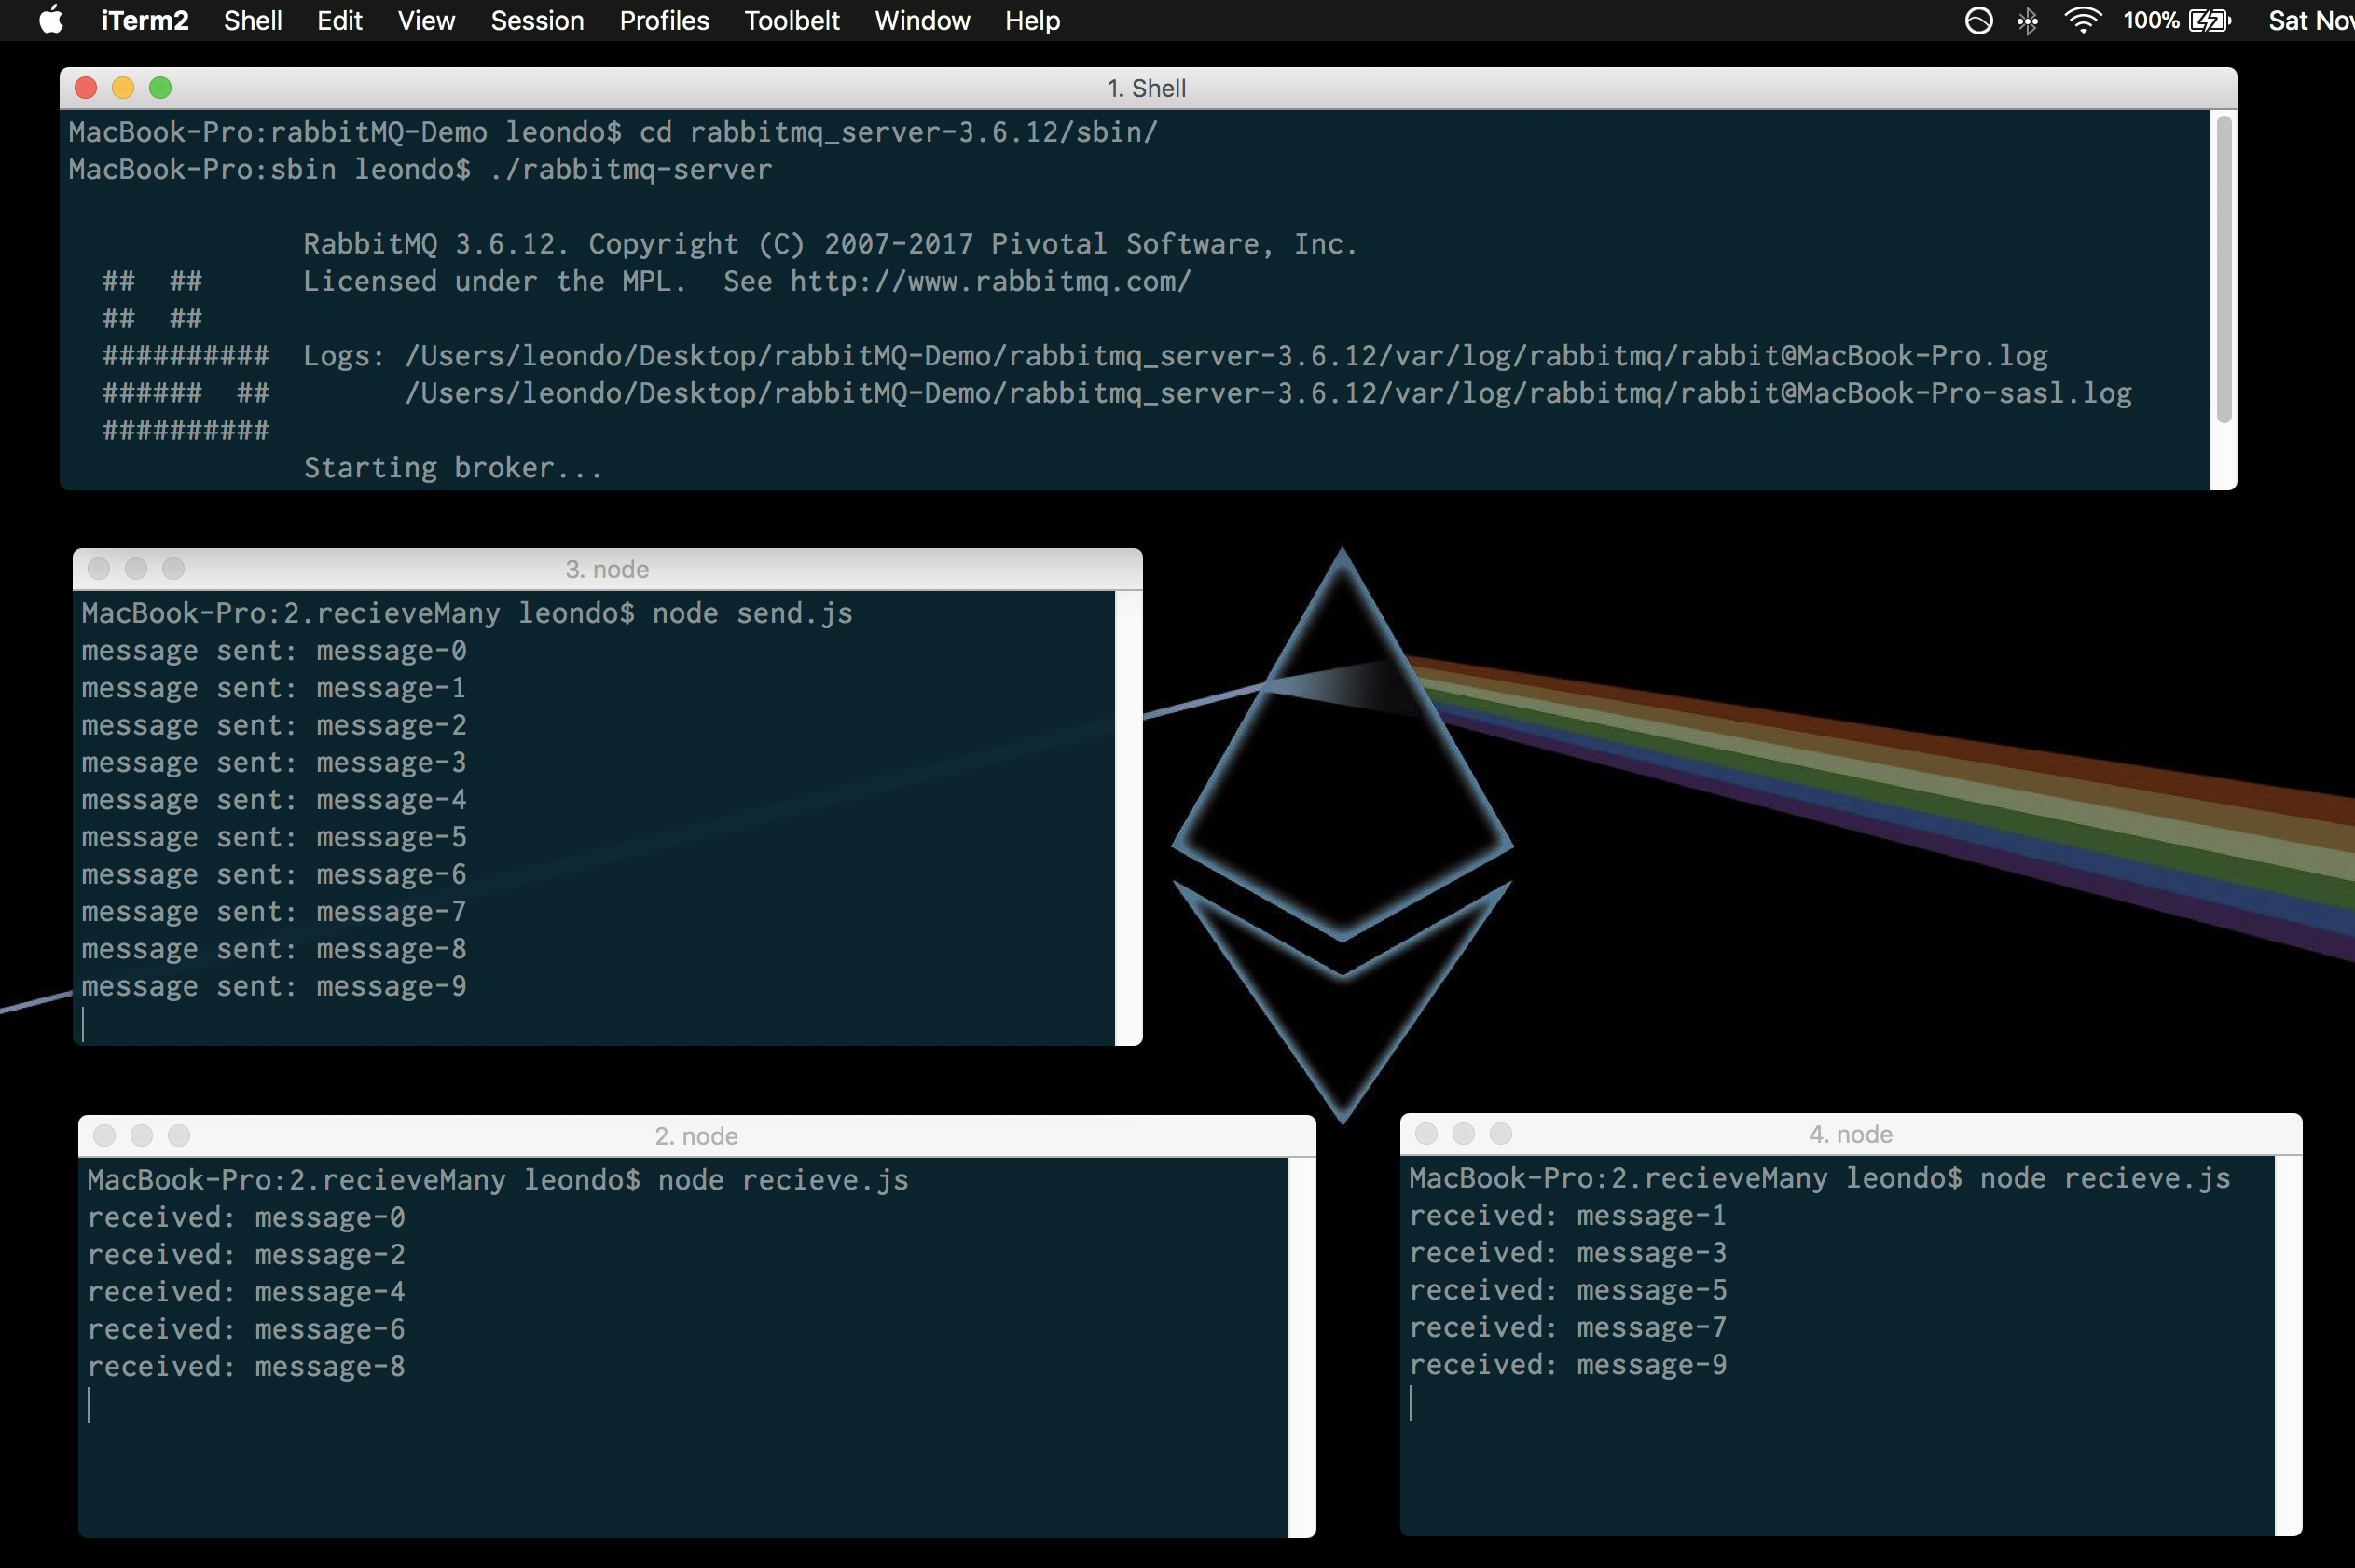 iTerm2 Shell Edit View Session Profiles Toolbelt Window Help 100% Sat
1. Shell
MacBook-Pro:rabbitMQ-Demo leondo$ cd rabbitmq_server-3.6.12/sbin/
MacBook-Pro:sbin leondo$ ./rabbitmq-server
RabbitMQ 3.6.12. Copyright (C) 2007-2017 Pivotal Software, Inc.
## ## Licensed under the MPL. See http://www.rabbitmq.com/
## ##
########## Logs: /Users/leondo/Desktop/rabbitMQ-Demo/rabbitmq_server-3.6.12/var/log/rabbitmq/rabbit@MacBook-Pro.log
###### ## /Users/leondo/Desktop/rabbitMQ-Demo/rabbitmq_server-3.6.12/var/log/rabbitmq/rabbit@MacBook-Pro-sasl.log
##########
Starting broker...
3. node
MacBook-Pro:2.recieveMany leondo$ node send.js
message sent: message-0
message sent: message-1
message sent: message-2
message sent: message-3
message sent: message-4
message sent: message-5
message sent: message-6
message sent: message-7
message sent: message-8
message sent: message-9
2. node
MacBook-Pro:2.recieveMany leondo$ node recieve.js
received: message-0
received: message-2
received: message-4
received: message-6
received: message-8
4. node
MacBook-Pro:2.recieveMany leondo$ node recieve.js
received: message-1
received: message-3
received: message-5
received: message-7
received: message-9